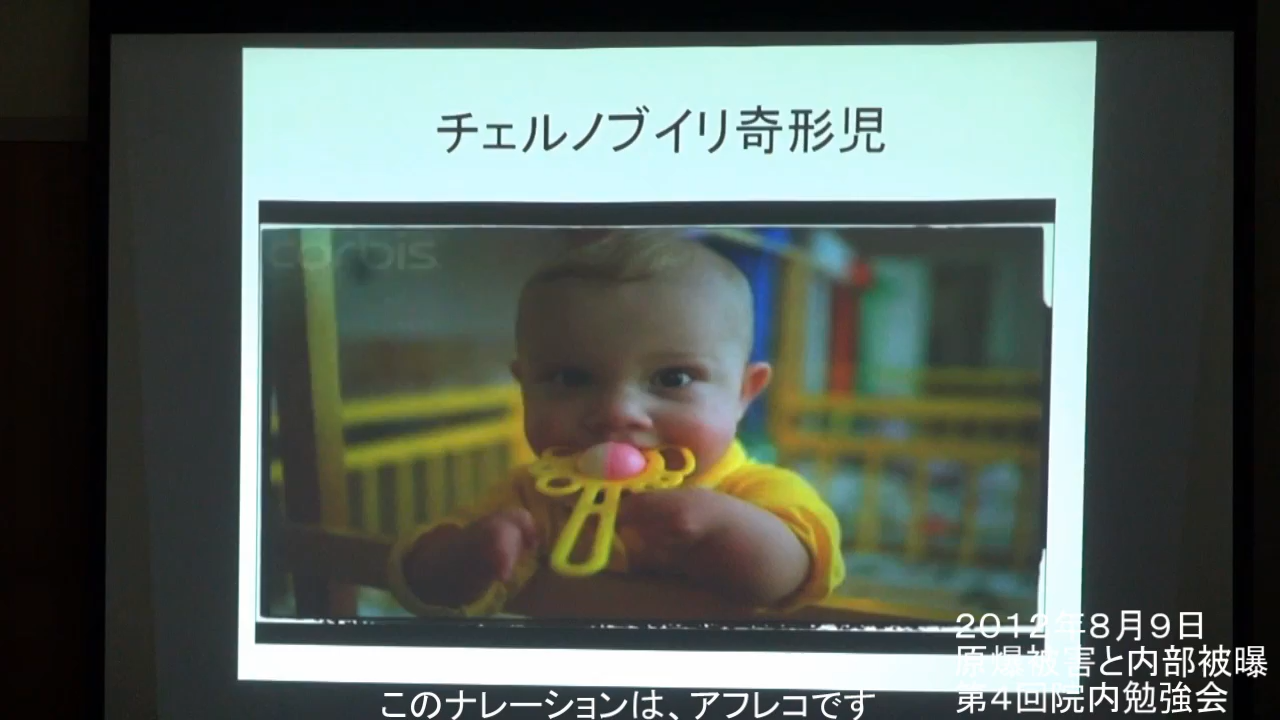 チェルノブイリ奇形児
corbis
２０１２年８月９日
原爆被害と内部被曝
第４回院内勉強会
このナレーションは、アフレコです